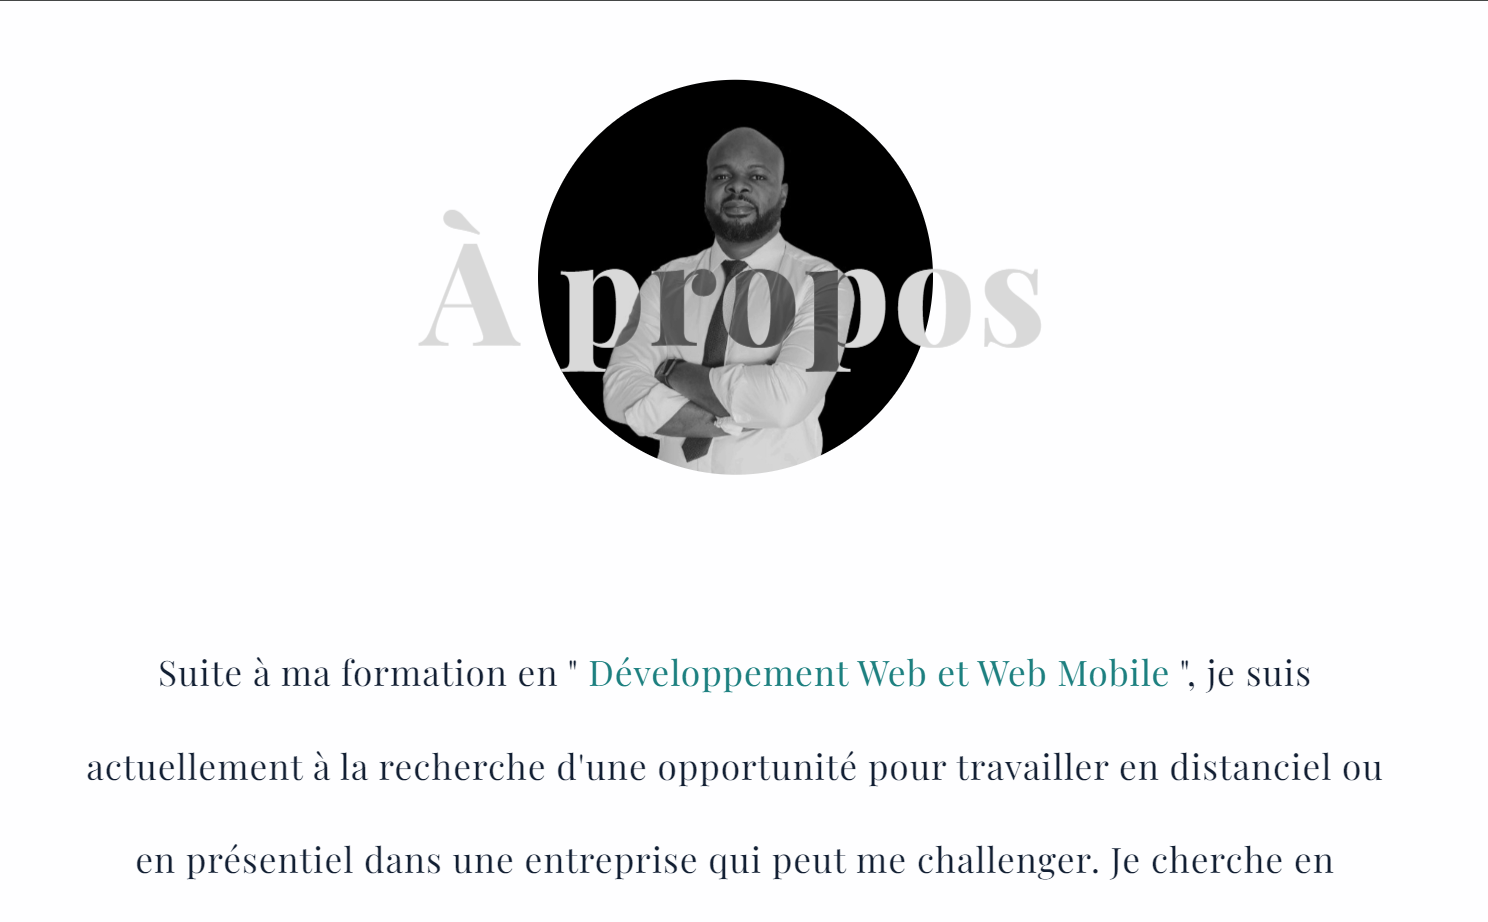 À propos
Suite à ma formation en " Développement Web et Web Mobile ", je suis
actuellement à la recherche d'une opportunité pour travailler en distanciel ou
en présentiel dans une entreprise qui peut me challenger. Je cherche en